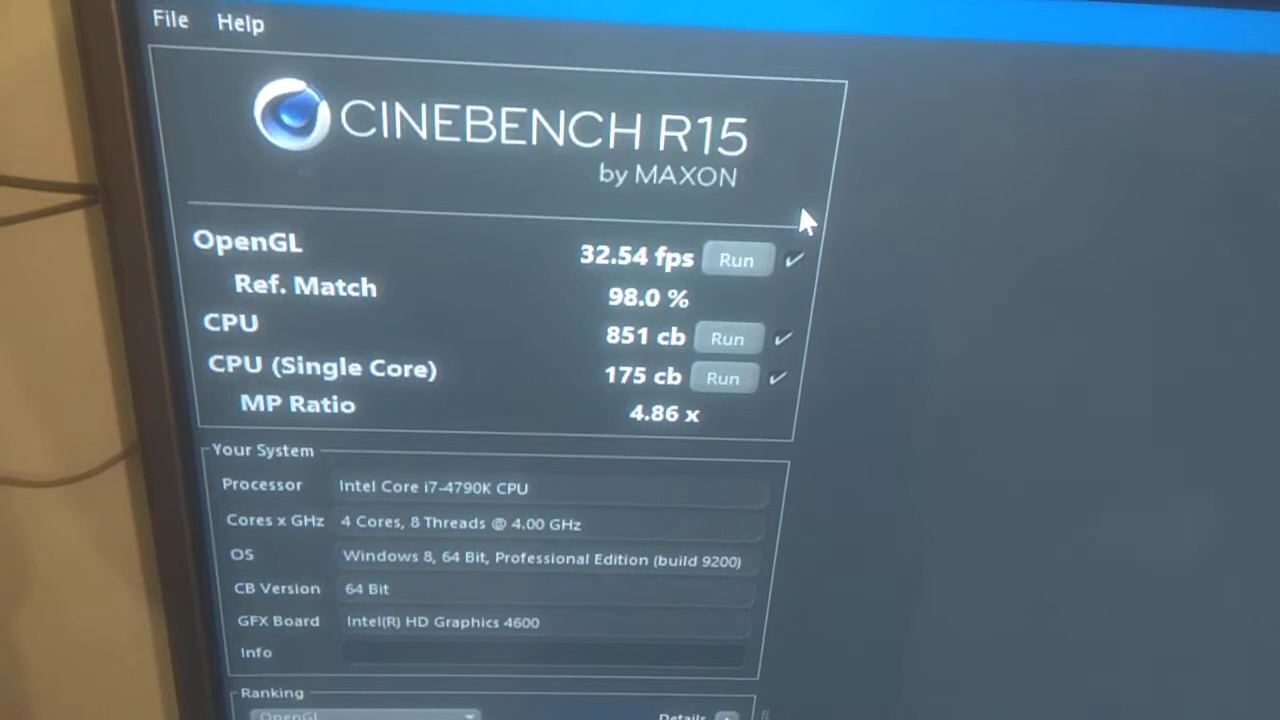 File Help
CINEBENCH R15
by MAXON
OpenGL 32.54 fps Run
Ref. Match 98.0 %
CPU 851 cb Run
CPU (Single Core) 175 cb Run
MP Ratio 4.86 x
Your System
Processor Intel Core i7-4790K CPU
Cores x GHz 4 Cores, 8 Threads @ 4.00 GHz
OS Windows 8, 64 Bit, Professional Edition (build 9200)
CB Version 64 Bit
GFX Board Intel(R) HD Graphics 4600
Info
Ranking
OpenGL Details